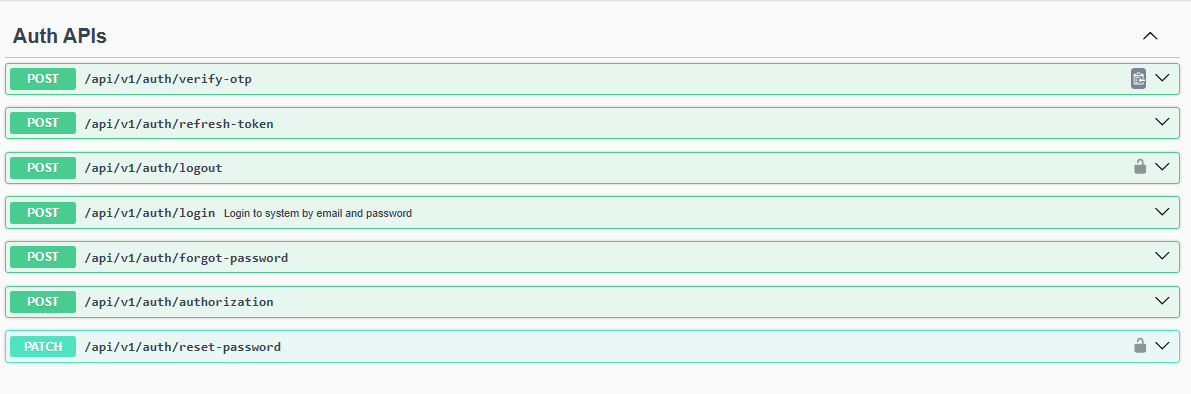 Auth APIs
POST /api/v1/auth/verify-otp
POST /api/v1/auth/refresh-token
POST /api/v1/auth/logout
POST /api/v1/auth/login Login to system by email and password
POST /api/v1/auth/forgot-password
POST /api/v1/auth/authorization
PATCH /api/v1/auth/reset-password